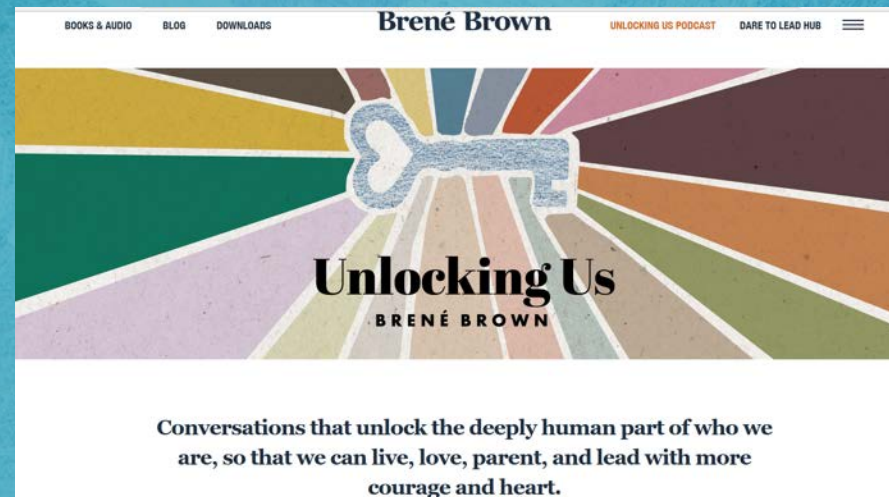 BOOKS & AUDIO BLOG DOWNLOADS Brené Brown UNLOCKING US PODCAST DARE TO LEAD HUB
Unlocking Us
BRENÉ BROWN
Conversations that unlock the deeply human part of who we
are, so that we can live, love, parent, and lead with more
courage and heart.